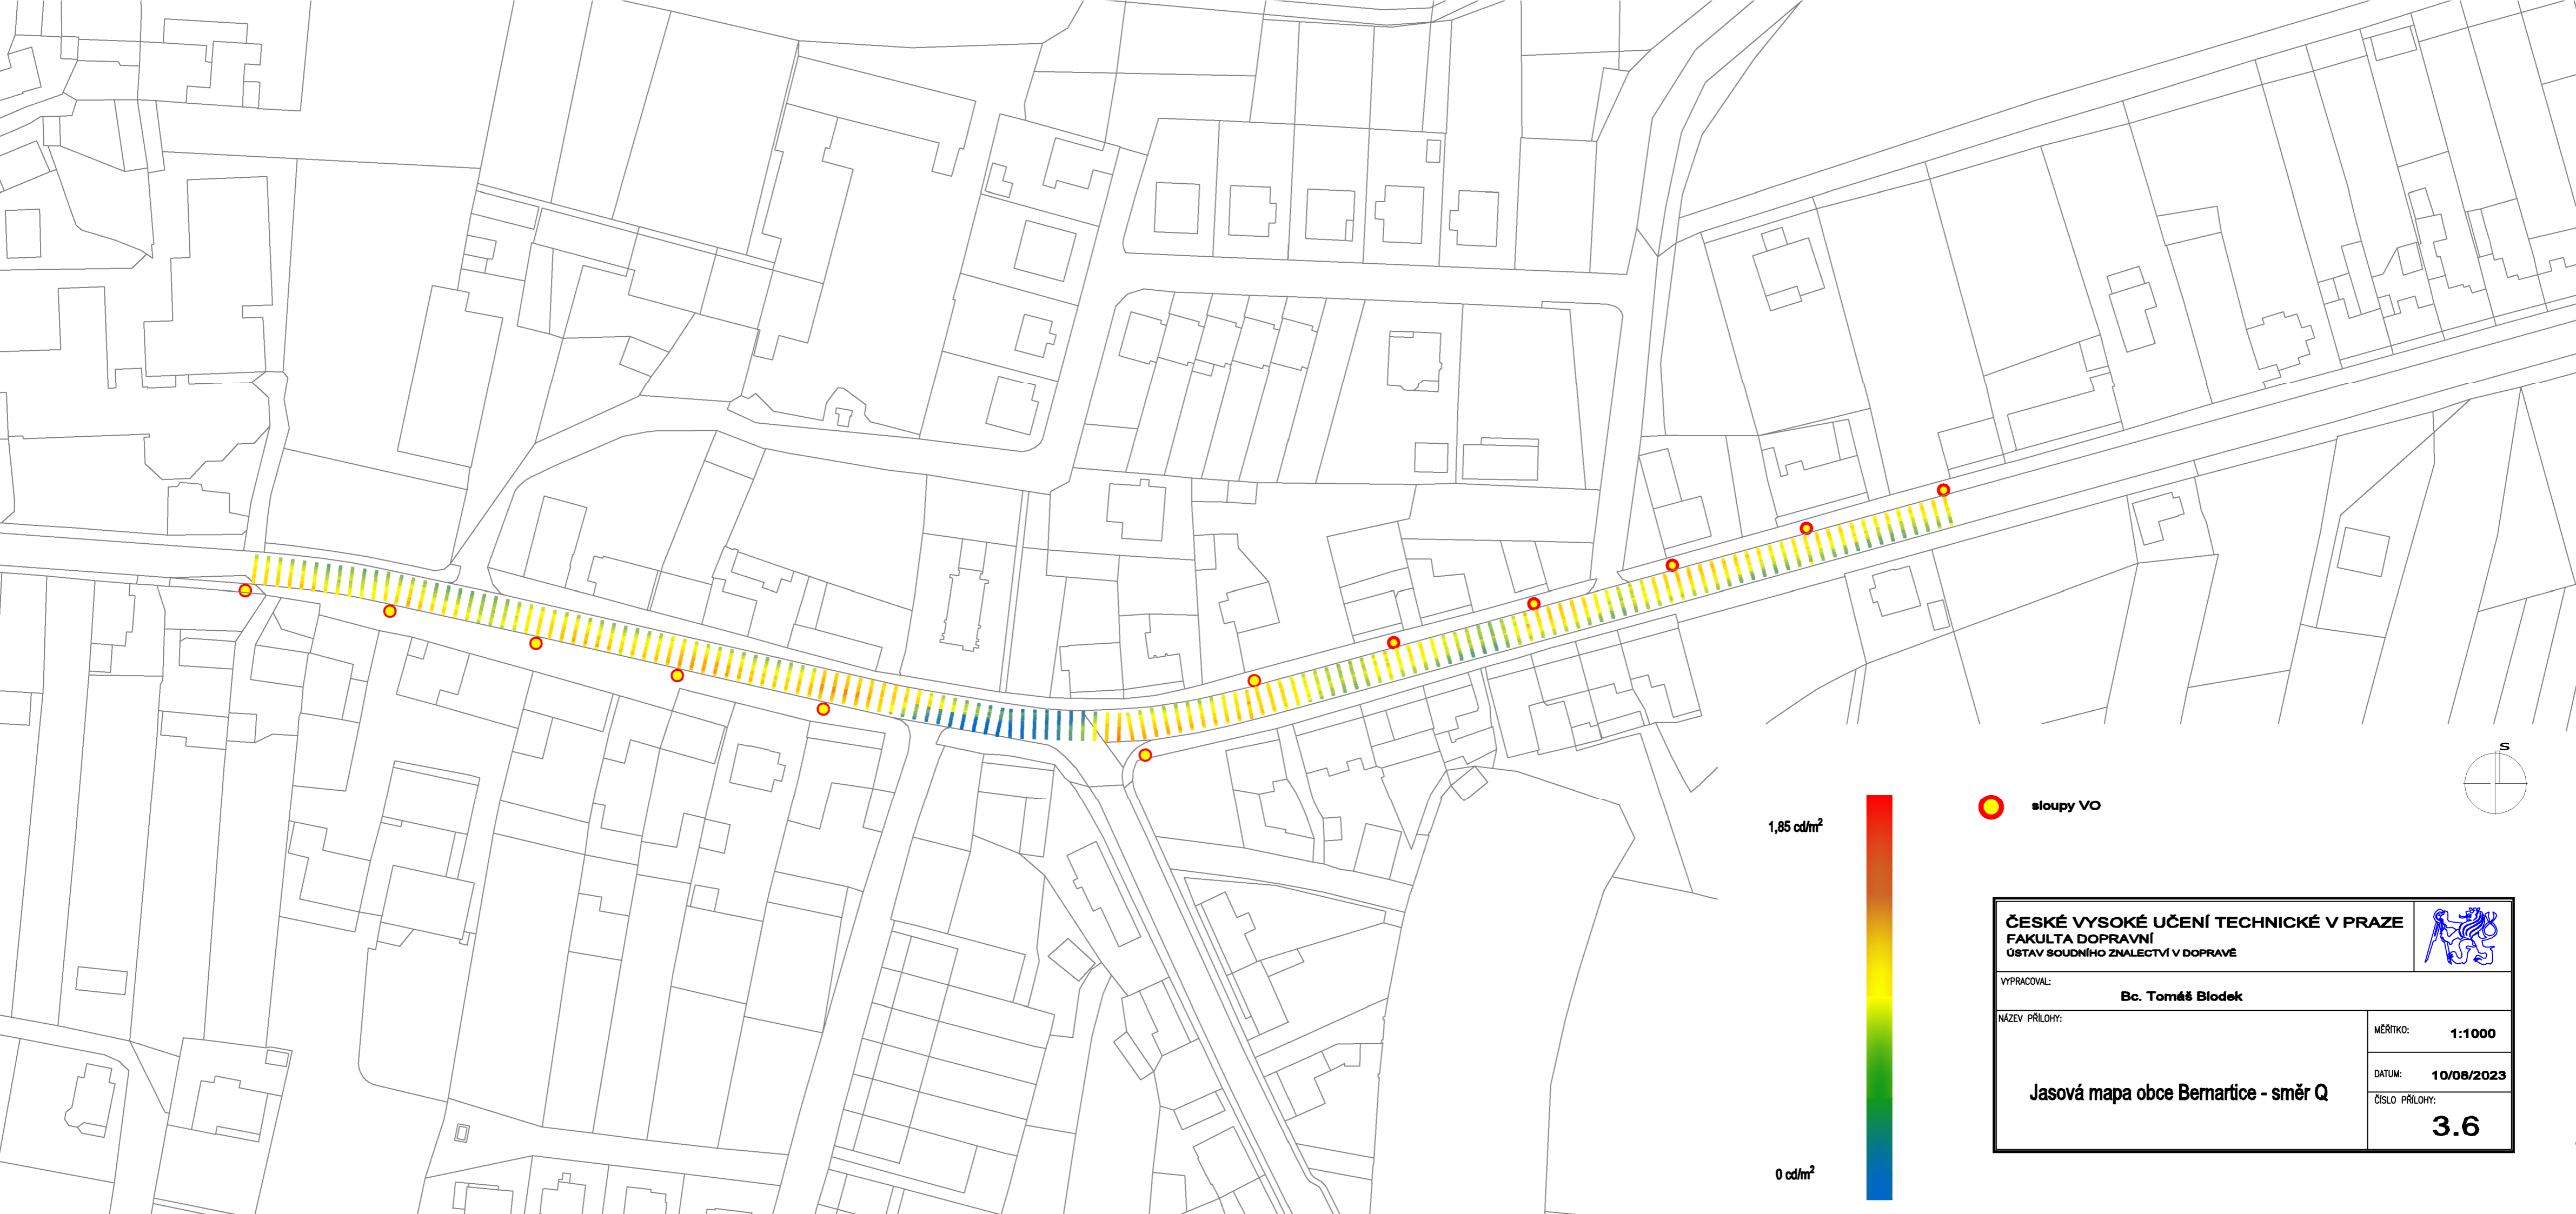 S
sloupy VO
1,85 cd/m²
0 cd/m²
ČESKÉ VYSOKÉ UČENÍ TECHNICKÉ V PRAZE
FAKULTA DOPRAVNÍ
ÚSTAV SOUDNÍHO ZNALECTVÍ V DOPRAVĚ
VYPRACOVAL:
Bc. Tomáš Blodek
NÁZEV PŘÍLOHY:
Jasová mapa obce Bernartice - směr Q
MĚŘÍTKO:
1:1000
DATUM:
10/08/2023
ČÍSLO PŘÍLOHY:
3.6